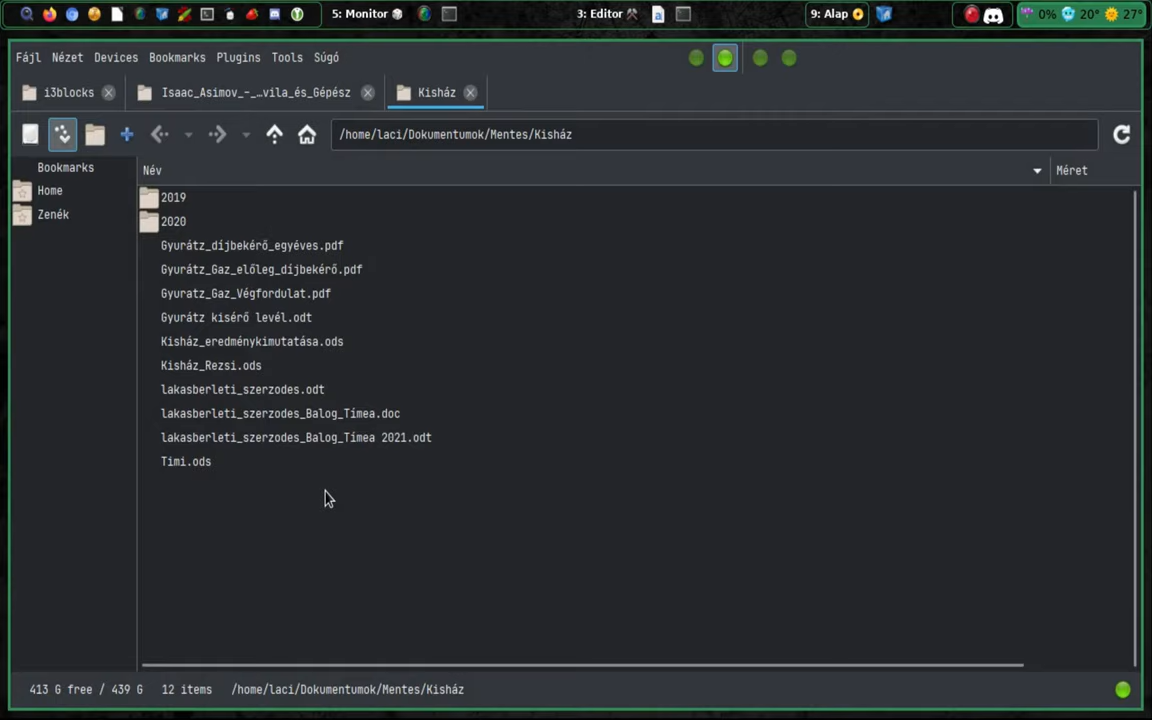 5: Monitor
3: Editor
9: Alap
0% 20° 27°
Fájl Nézet Devices Bookmarks Plugins Tools Súgó
i3blocks Isaac_Asimov_-_…vila_és_Gépész Kisház
/home/laci/Dokumentumok/Mentes/Kisház
Bookmarks Név Méret
Home
Zenék
2019
2020
Gyurátz_díjbekérő_egyéves.pdf
Gyurátz_Gaz_előleg_díjbekérő.pdf
Gyuratz_Gaz_Végfordulat.pdf
Gyurátz kisérő levél.odt
Kisház_eredménykimutatása.ods
Kisház_Rezsi.ods
lakasberleti_szerzodes.odt
lakasberleti_szerzodes_Balog_Tímea.doc
lakasberleti_szerzodes_Balog_Tímea 2021.odt
Timi.ods
413 G free / 439 G 12 items /home/laci/Dokumentumok/Mentes/Kisház